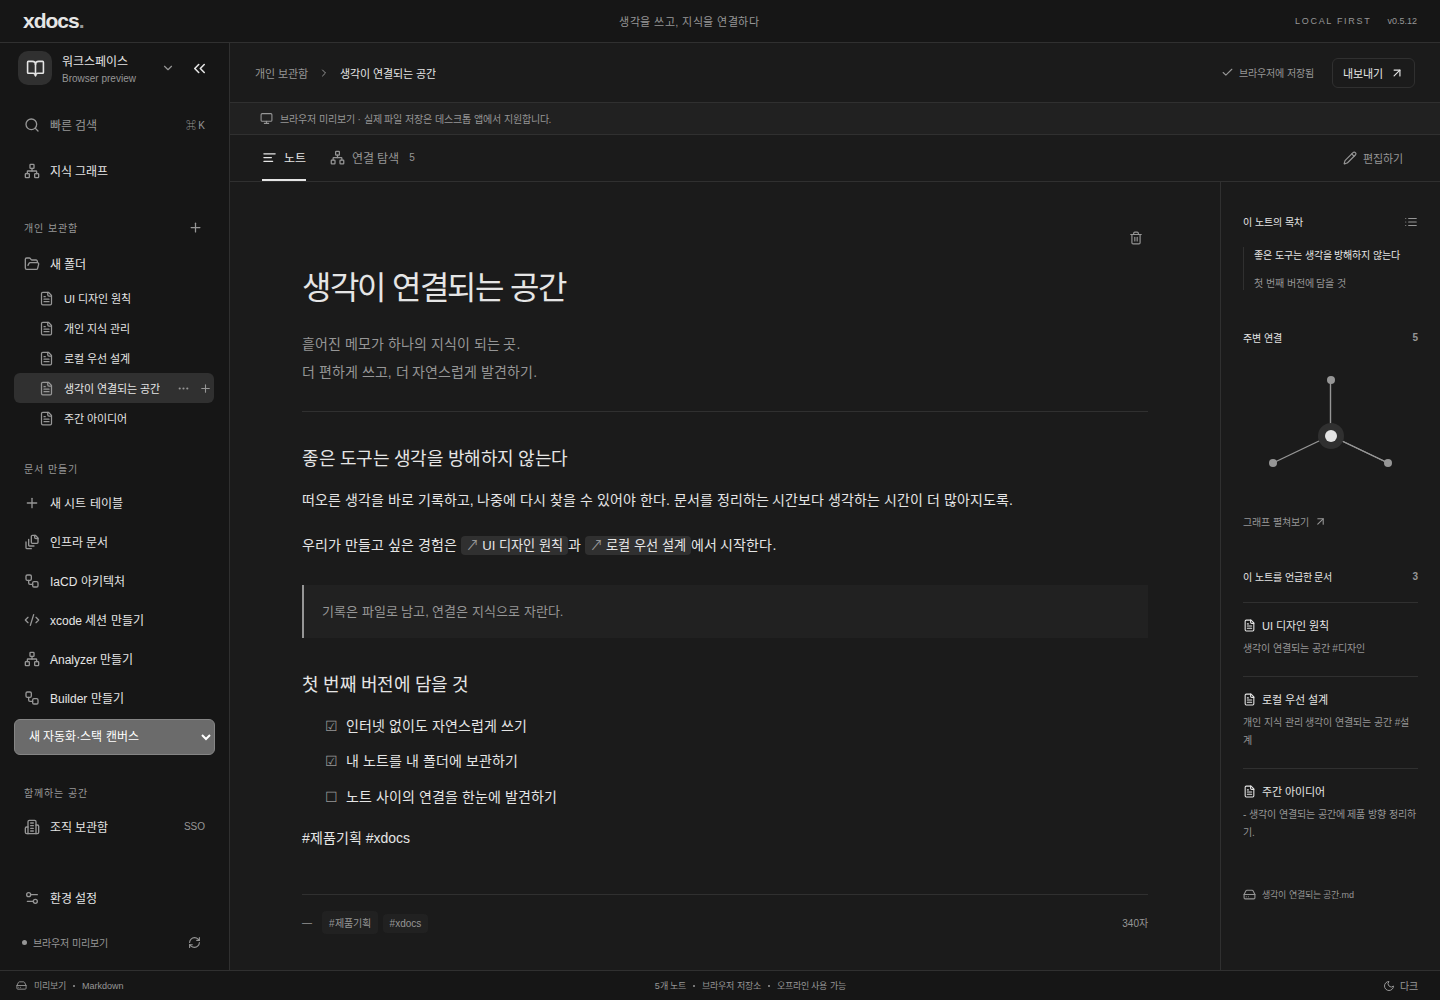 xdocs.
생각을 쓰고, 지식을 연결하다
LOCAL FIRST v0.5.12
워크스페이스
Browser preview
빠른 검색 ⌘K
지식 그래프
개인 보관함
새 폴더
UI 디자인 원칙
개인 지식 관리
로컬 우선 설계
생각이 연결되는 공간
주간 아이디어
문서 만들기
새 시트 테이블
인프라 문서
IaCD 아키텍처
xcode 세션 만들기
Analyzer 만들기
Builder 만들기
새 자동화·스택 캔버스
함께하는 공간
조직 보관함 SSO
환경 설정
브라우저 미리보기
개인 보관함 > 생각이 연결되는 공간
브라우저에 저장됨
내보내기
브라우저 미리보기 · 실제 파일 저장은 데스크톱 앱에서 지원합니다.
노트
연결 탐색 5
편집하기
생각이 연결되는 공간
흩어진 메모가 하나의 지식이 되는 곳.
더 편하게 쓰고, 더 자연스럽게 발견하기.
좋은 도구는 생각을 방해하지 않는다
떠오른 생각을 바로 기록하고, 나중에 다시 찾을 수 있어야 한다. 문서를 정리하는 시간보다 생각하는 시간이 더 많아지도록.
우리가 만들고 싶은 경험은 ↗ UI 디자인 원칙과 ↗ 로컬 우선 설계에서 시작한다.
기록은 파일로 남고, 연결은 지식으로 자란다.
첫 번째 버전에 담을 것
☑ 인터넷 없이도 자연스럽게 쓰기
☑ 내 노트를 내 폴더에 보관하기
☐ 노트 사이의 연결을 한눈에 발견하기
#제품기획 #xdocs
— #제품기획 #xdocs 340자
이 노트의 목차
좋은 도구는 생각을 방해하지 않는다
첫 번째 버전에 담을 것
주변 연결 5
그래프 펼쳐보기
이 노트를 언급한 문서 3
UI 디자인 원칙
생각이 연결되는 공간 #디자인
로컬 우선 설계
개인 지식 관리 생각이 연결되는 공간 #설
계
주간 아이디어
- 생각이 연결되는 공간에 제품 방향 정리하
기.
생각이 연결되는 공간.md
미리보기 • Markdown
5개 노트 • 브라우저 저장소 • 오프라인 사용 가능
다크